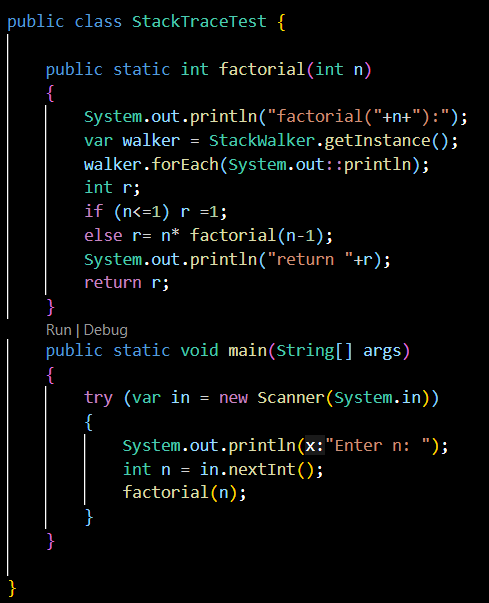 public class StackTraceTest {
public static int factorial(int n)
{
System.out.println("factorial("+n+"):");
var walker = StackWalker.getInstance();
walker.forEach(System.out::println);
int r;
if (n<=1) r =1;
else r= n* factorial(n-1);
System.out.println("return "+r);
return r;
}
Run | Debug
public static void main(String[] args)
{
try (var in = new Scanner(System.in))
{
System.out.println(x:"Enter n: ");
int n = in.nextInt();
factorial(n);
}
}
}